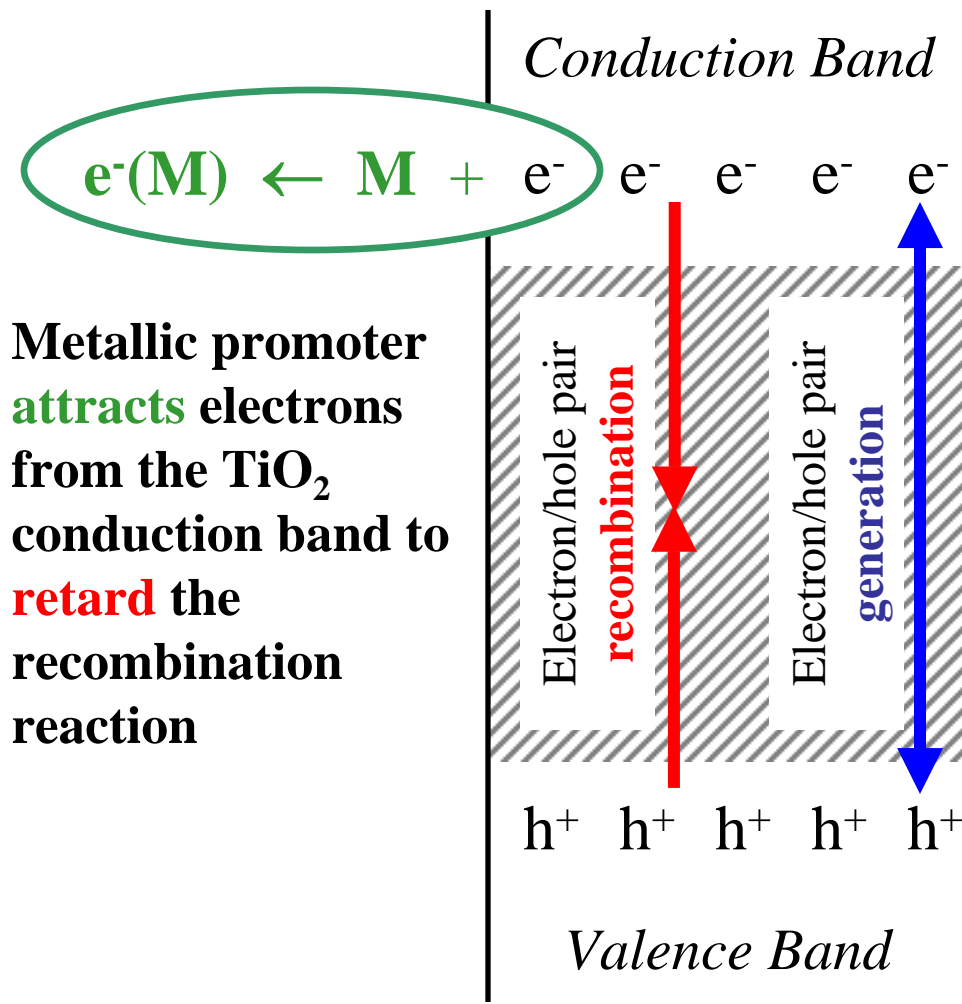 Conduction Band
e⁻(M) ← M + e⁻ e⁻ e⁻ e⁻ e⁻
Metallic promoter
attracts electrons
from the TiO₂
conduction band to
retard the
recombination
reaction
Electron/hole pair
recombination
Electron/hole pair
generation
h⁺ h⁺ h⁺ h⁺ h⁺
Valence Band